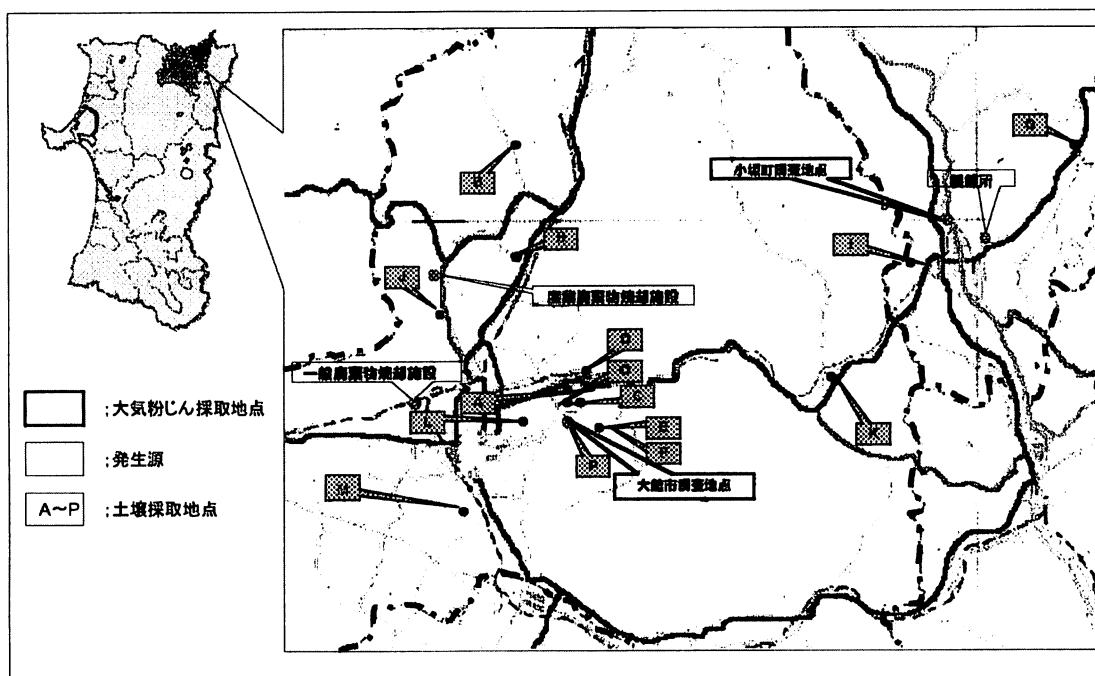 小坂町調査地点
製錬所
産業廃棄物焼却施設
一般廃棄物焼却施設
大館市調査地点
J
L
M
K
C
E
:大気粉じん採取地点
:発生源
A～P
:土壌採取地点